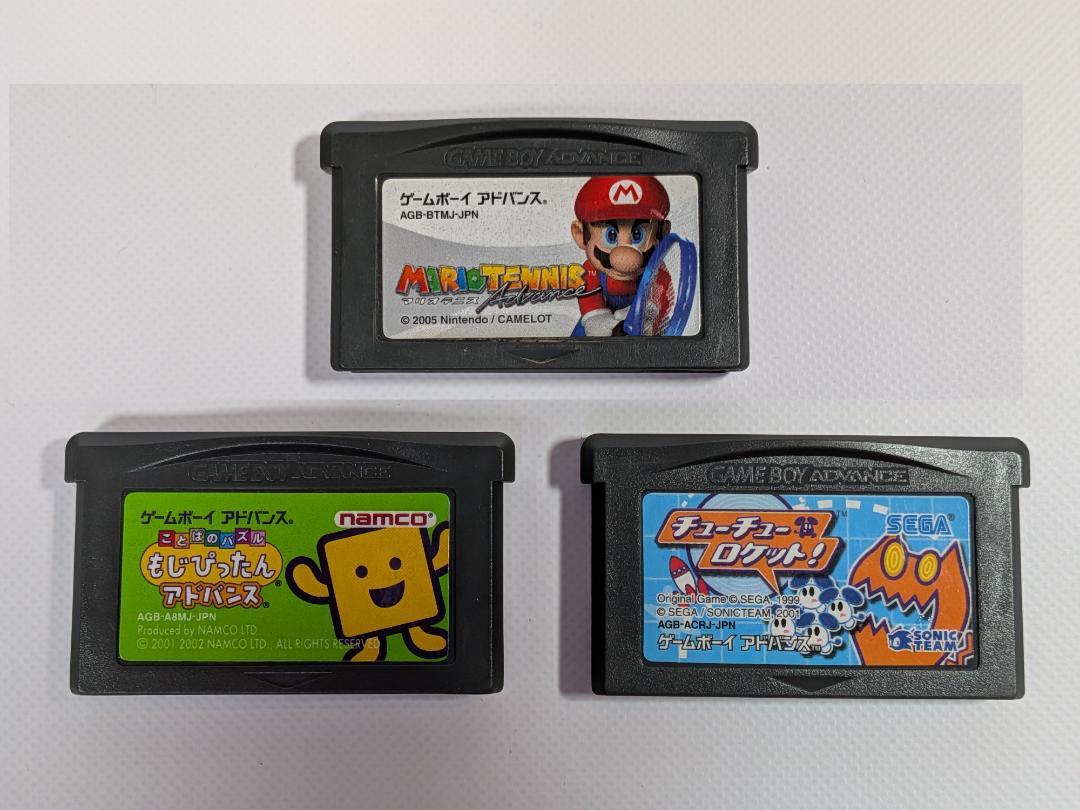 GAME BOY ADVANCE
ゲームボーイ アドバンス®
AGB-BTMJ-JPN
M
MARIO TENNIS™
マリオテニス Advance
© 2005 Nintendo / CAMELOT
GAME BOY ADVANCE
ゲームボーイ アドバンス®
namco®
ことばのパズル
もじぴったん®
アドバンス®
AGB-A8MJ-JPN
Produced by NAMCO LTD
© 2001 2002 NAMCO LTD., ALL RIGHTS RESERVED
GAME BOY ADVANCE
チューチュー
ロケット!™
SEGA®
Original Game © SEGA, 1999
© SEGA / SONICTEAM, 2001
AGB-ACRJ-JPN
ゲームボーイ アドバンス™
SONIC TEAM